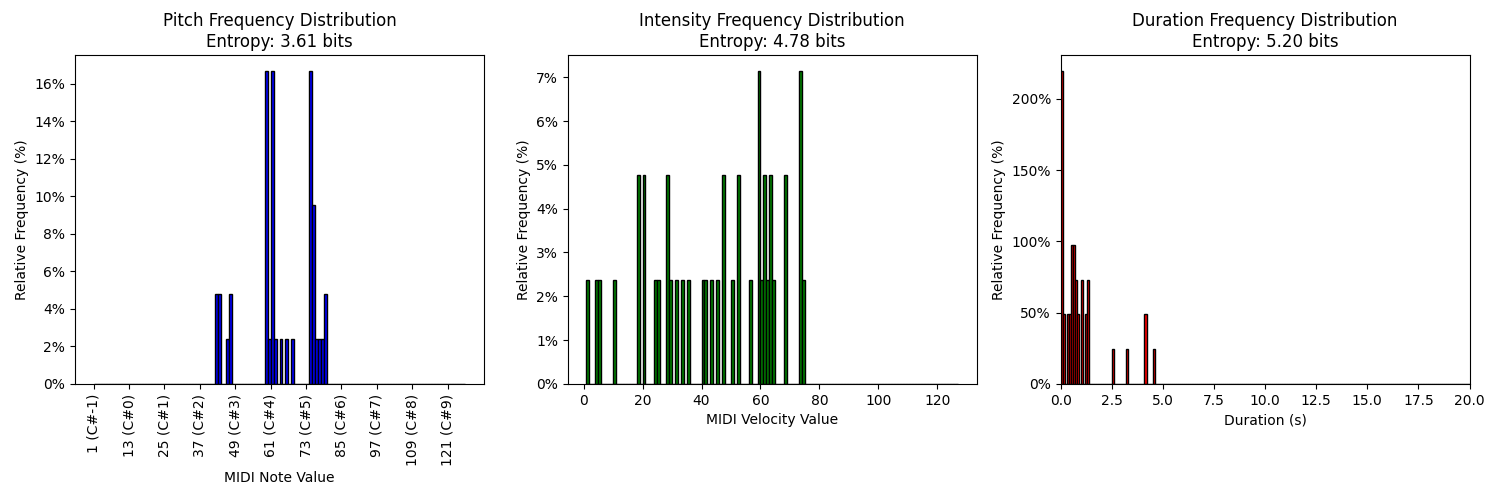 Pitch Frequency Distribution
Entropy: 3.61 bits
Relative Frequency (%)
16%
14%
12%
10%
8%
6%
4%
2%
0%
1 (C#-1)
13 (C#0)
25 (C#1)
37 (C#2)
49 (C#3)
61 (C#4)
73 (C#5)
85 (C#6)
97 (C#7)
109 (C#8)
121 (C#9)
MIDI Note Value
Intensity Frequency Distribution
Entropy: 4.78 bits
Relative Frequency (%)
7%
6%
5%
4%
3%
2%
1%
0%
0
20
40
60
80
100
120
MIDI Velocity Value
Duration Frequency Distribution
Entropy: 5.20 bits
Relative Frequency (%)
200%
150%
100%
50%
0%
0.0
2.5
5.0
7.5
10.0
12.5
15.0
17.5
20.0
Duration (s)